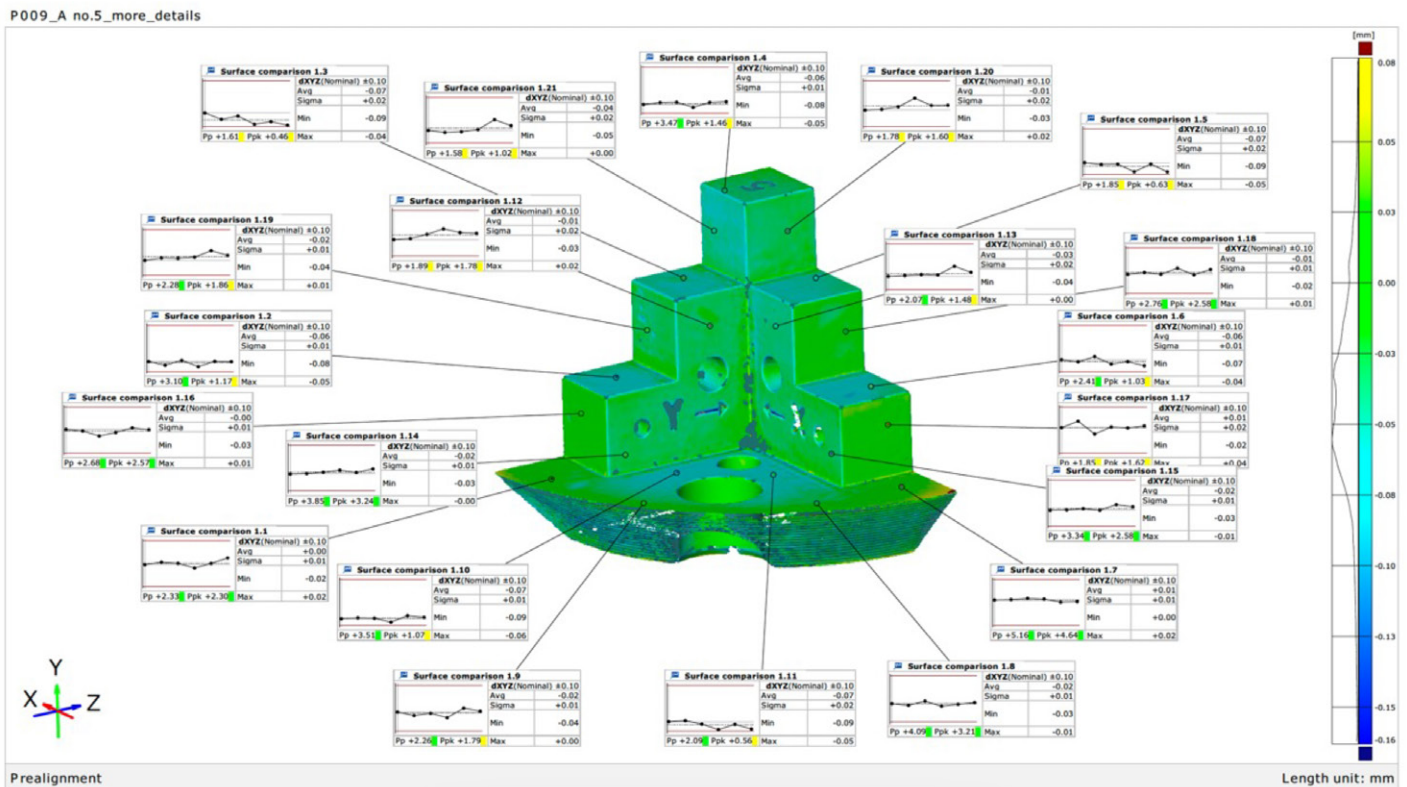 P009_A no.5_more_details
[mm]
0.08
0.05
0.03
0.00
-0.03
-0.05
-0.08
-0.10
-0.13
-0.15
-0.16
Surface comparison 1.3
dXYZ(Nominal) ±0.10
Avg -0.07
Sigma +0.02
Min -0.09
Pp +1.61 Ppk +0.46 Max -0.04
Surface comparison 1.21
dXYZ(Nominal) ±0.10
Avg -0.04
Sigma +0.02
Min -0.05
Pp +1.58 Ppk +1.02 Max +0.00
Surface comparison 1.4
dXYZ(Nominal) ±0.10
Avg -0.06
Sigma +0.01
Min -0.08
Pp +3.47 Ppk +1.46 Max -0.05
Surface comparison 1.20
dXYZ(Nominal) ±0.10
Avg -0.01
Sigma +0.02
Min -0.03
Pp +1.78 Ppk +1.60 Max +0.02
Surface comparison 1.5
dXYZ(Nominal) ±0.10
Avg -0.07
Sigma +0.02
Min -0.09
Pp +1.85 Ppk +0.63 Max -0.05
Surface comparison 1.12
dXYZ(Nominal) ±0.10
Avg -0.01
Sigma +0.02
Min -0.03
Pp +1.89 Ppk +1.78 Max +0.02
Surface comparison 1.19
dXYZ(Nominal) ±0.10
Avg -0.02
Sigma +0.01
Min -0.04
Pp +2.28 Ppk +1.86 Max +0.01
Surface comparison 1.13
dXYZ(Nominal) ±0.10
Avg -0.03
Sigma +0.02
Min -0.04
Pp +2.07 Ppk +1.48 Max +0.00
Surface comparison 1.18
dXYZ(Nominal) ±0.10
Avg -0.01
Sigma +0.01
Min -0.02
Pp +2.76 Ppk +2.58 Max +0.01
Surface comparison 1.2
dXYZ(Nominal) ±0.10
Avg -0.06
Sigma +0.01
Min -0.08
Pp +3.10 Ppk +1.17 Max -0.05
Surface comparison 1.6
dXYZ(Nominal) ±0.10
Avg -0.06
Sigma +0.01
Min -0.07
Pp +2.41 Ppk +1.03 Max -0.04
Surface comparison 1.16
dXYZ(Nominal) ±0.10
Avg -0.00
Sigma +0.01
Min -0.03
Pp +2.68 Ppk +2.57 Max +0.01
Surface comparison 1.17
dXYZ(Nominal) ±0.10
Avg +0.01
Sigma +0.01
Min -0.02
Pp +1.85 Ppk +1.62 Max +0.04
Surface comparison 1.14
dXYZ(Nominal) ±0.10
Avg -0.02
Sigma +0.01
Min -0.03
Pp +3.85 Ppk +3.24 Max -0.00
Surface comparison 1.15
dXYZ(Nominal) ±0.10
Avg -0.02
Sigma +0.01
Min -0.03
Pp +3.34 Ppk +2.58 Max -0.01
Surface comparison 1.1
dXYZ(Nominal) ±0.10
Avg +0.00
Sigma +0.01
Min -0.02
Pp +2.33 Ppk +2.30 Max +0.02
Surface comparison 1.10
dXYZ(Nominal) ±0.10
Avg -0.07
Sigma +0.01
Min -0.09
Pp +3.51 Ppk +1.07 Max -0.06
Surface comparison 1.7
dXYZ(Nominal) ±0.10
Avg +0.01
Sigma +0.01
Min +0.00
Pp +5.16 Ppk +4.64 Max +0.02
Surface comparison 1.9
dXYZ(Nominal) ±0.10
Avg -0.02
Sigma +0.01
Min -0.04
Pp +2.26 Ppk +1.79 Max +0.00
Surface comparison 1.11
dXYZ(Nominal) ±0.10
Avg -0.07
Sigma +0.02
Min -0.09
Pp +2.09 Ppk +0.56 Max -0.05
Surface comparison 1.8
dXYZ(Nominal) ±0.10
Avg -0.02
Sigma +0.01
Min -0.03
Pp +4.09 Ppk +3.21 Max -0.01
5
Y
Y
X Z
Prealignment
Length unit: mm